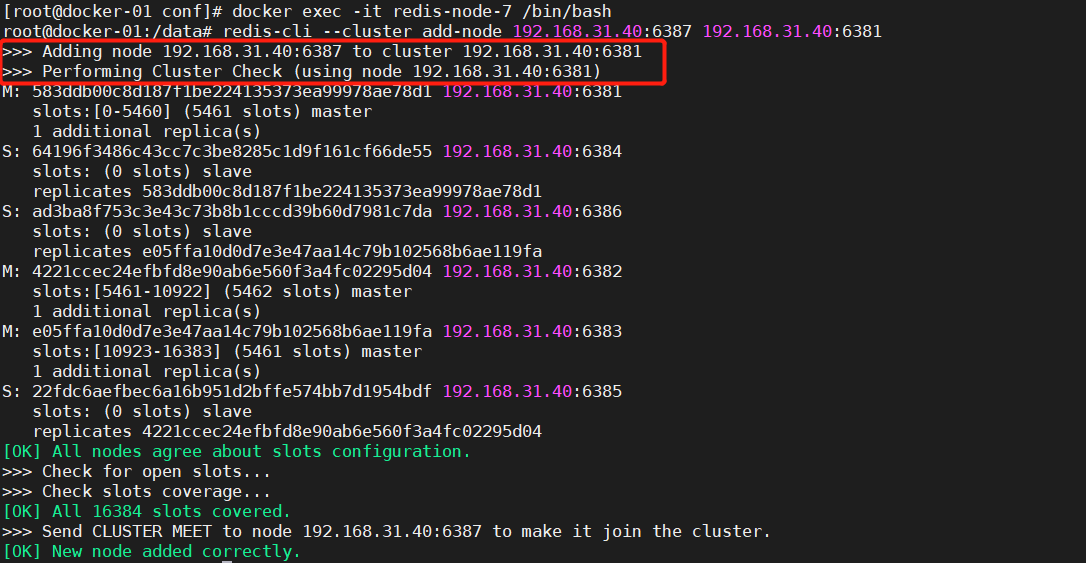 [root@docker-01 conf]# docker exec -it redis-node-7 /bin/bash
root@docker-01:/data# redis-cli --cluster add-node 192.168.31.40:6387 192.168.31.40:6381
>>> Adding node 192.168.31.40:6387 to cluster 192.168.31.40:6381
>>> Performing Cluster Check (using node 192.168.31.40:6381)
M: 583ddb00c8d187f1be224135373ea99978ae78d1 192.168.31.40:6381
   slots:[0-5460] (5461 slots) master
   1 additional replica(s)
S: 64196f3486c43cc7c3be8285c1d9f161cf66de55 192.168.31.40:6384
   slots: (0 slots) slave
   replicates 583ddb00c8d187f1be224135373ea99978ae78d1
S: ad3ba8f753c3e43c73b8b1cccd39b60d7981c7da 192.168.31.40:6386
   slots: (0 slots) slave
   replicates e05ffa10d0d7e3e47aa14c79b102568b6ae119fa
M: 4221ccec24efbfd8e90ab6e560f3a4fc02295d04 192.168.31.40:6382
   slots:[5461-10922] (5462 slots) master
   1 additional replica(s)
M: e05ffa10d0d7e3e47aa14c79b102568b6ae119fa 192.168.31.40:6383
   slots:[10923-16383] (5461 slots) master
   1 additional replica(s)
S: 22fdc6aefbec6a16b951d2bffe574bb7d1954bdf 192.168.31.40:6385
   slots: (0 slots) slave
   replicates 4221ccec24efbfd8e90ab6e560f3a4fc02295d04
[OK] All nodes agree about slots configuration.
>>> Check for open slots...
>>> Check slots coverage...
[OK] All 16384 slots covered.
>>> Send CLUSTER MEET to node 192.168.31.40:6387 to make it join the cluster.
[OK] New node added correctly.